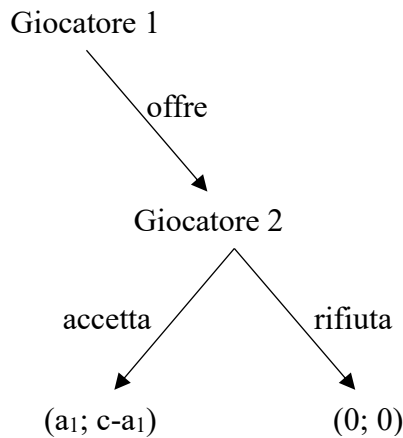 Giocatore 1
offre
Giocatore 2
accetta
rifiuta
(a₁; c-a₁)
(0; 0)